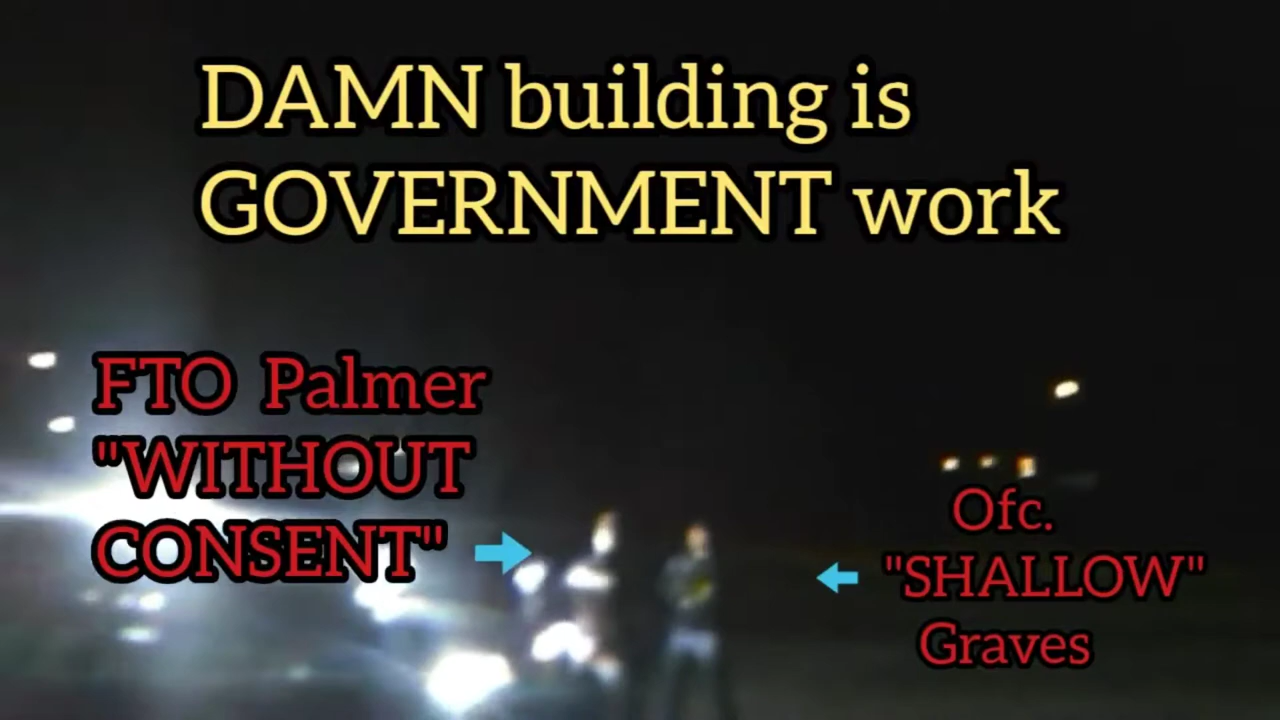 DAMN building is
GOVERNMENT work
FTO Palmer
"WITHOUT
CONSENT"
Ofc.
"SHALLOW"
Graves